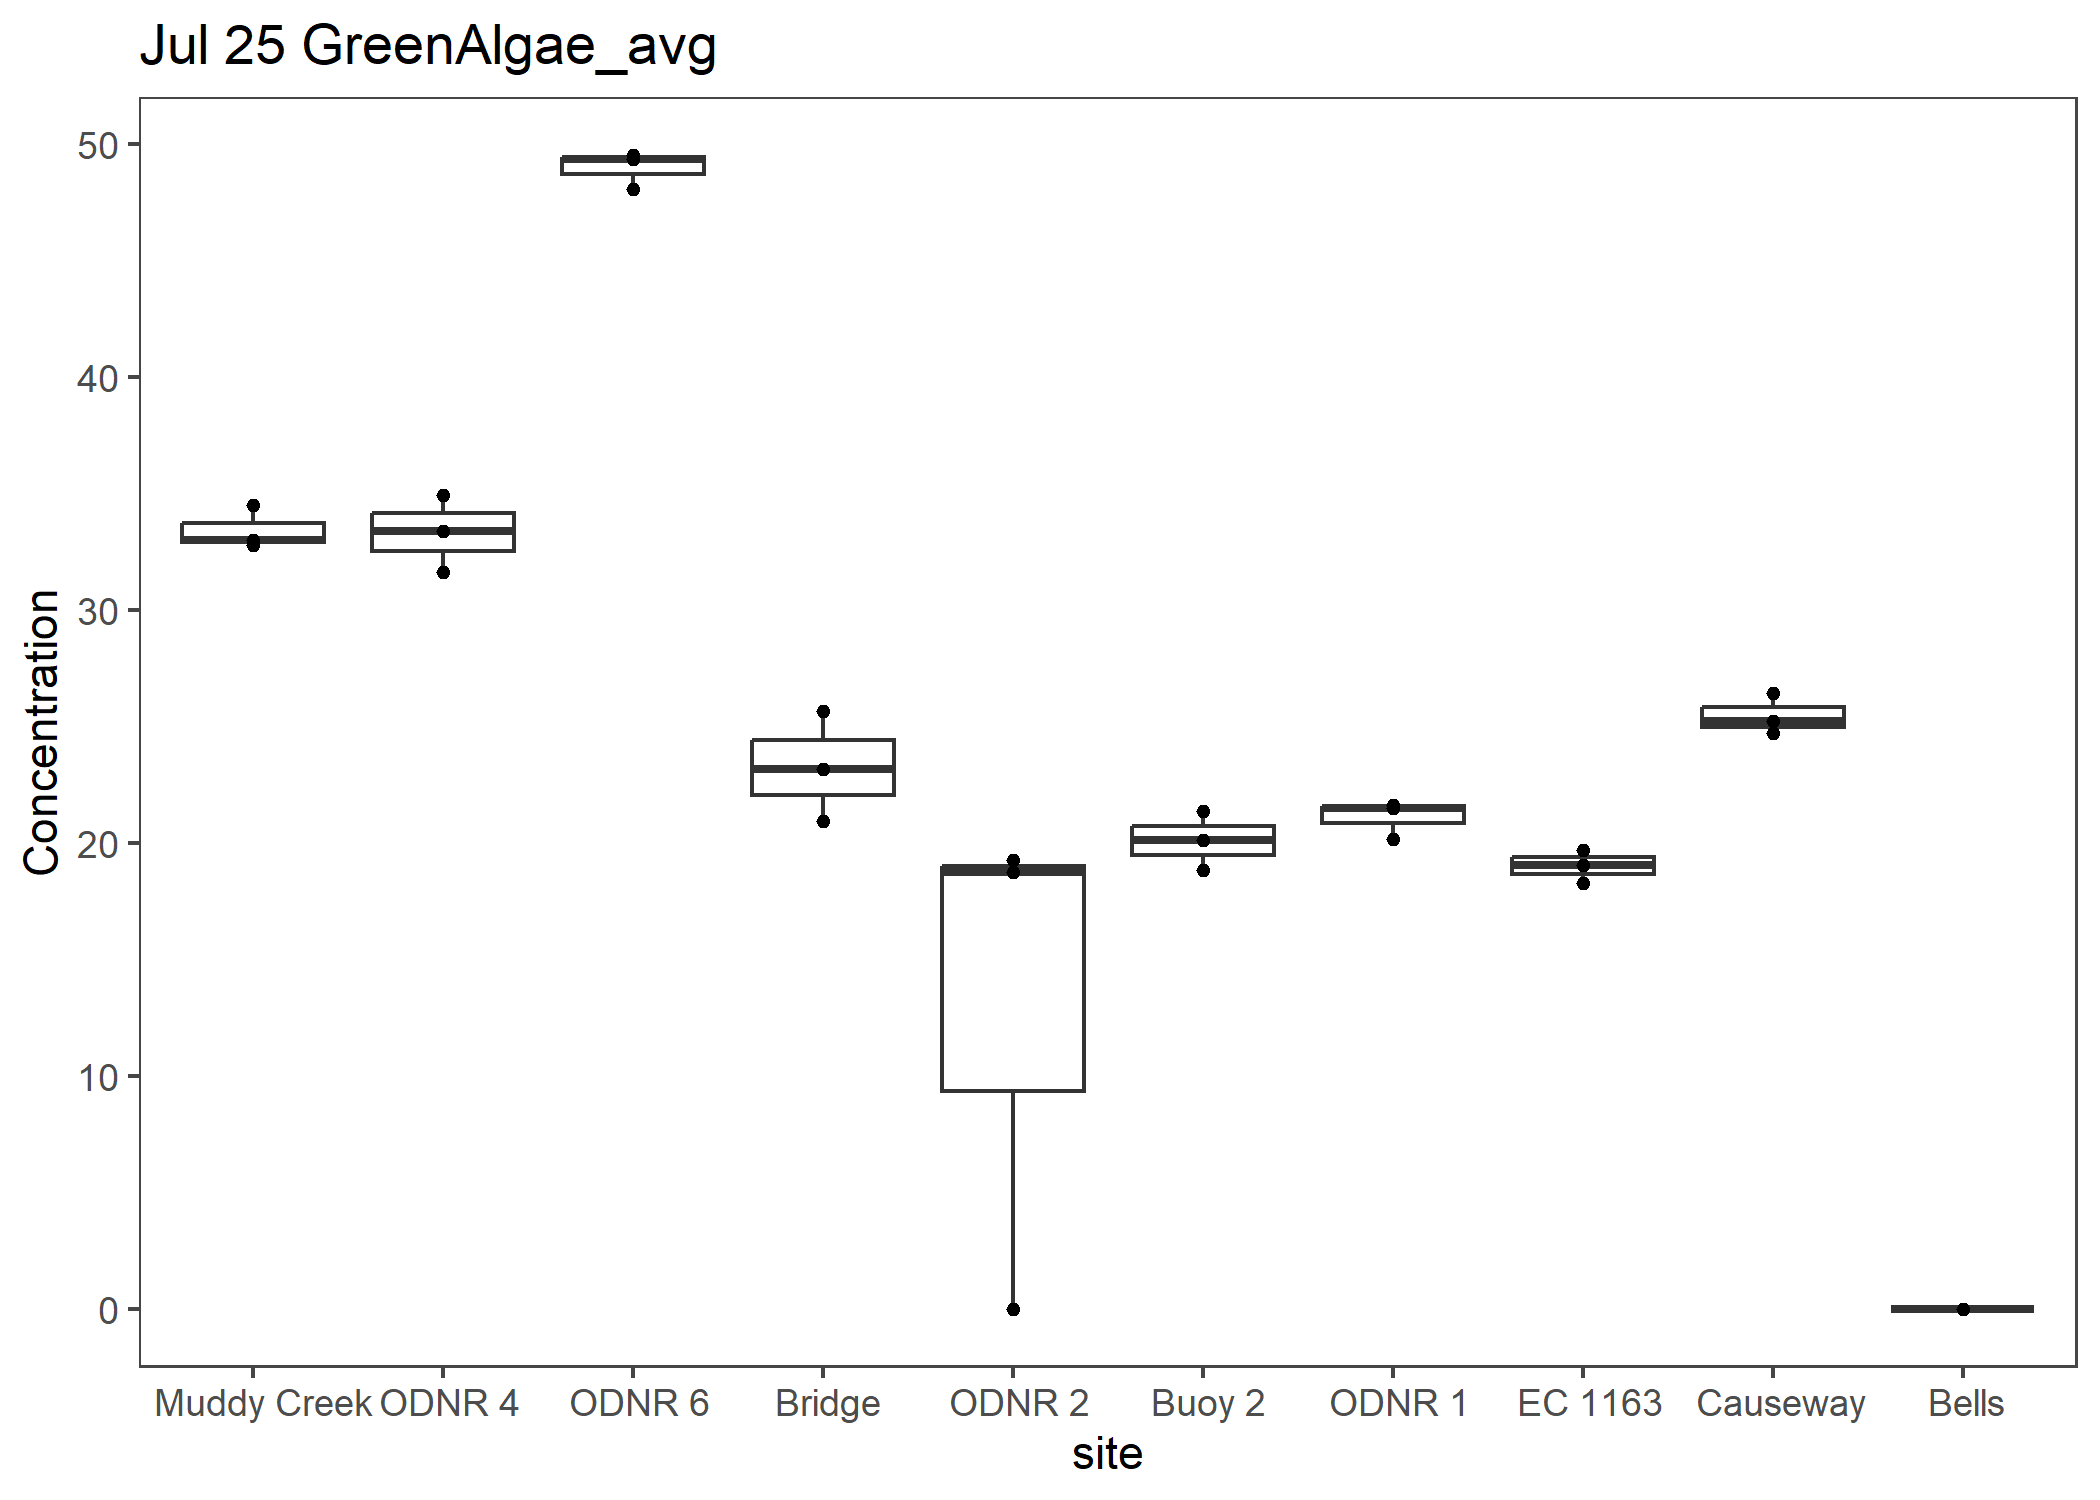 Jul 25 GreenAlgae_avg
50
40
30
20
10
0
Concentration
Muddy Creek ODNR 4 ODNR 6 Bridge ODNR 2 Buoy 2 ODNR 1 EC 1163 Causeway Bells
site